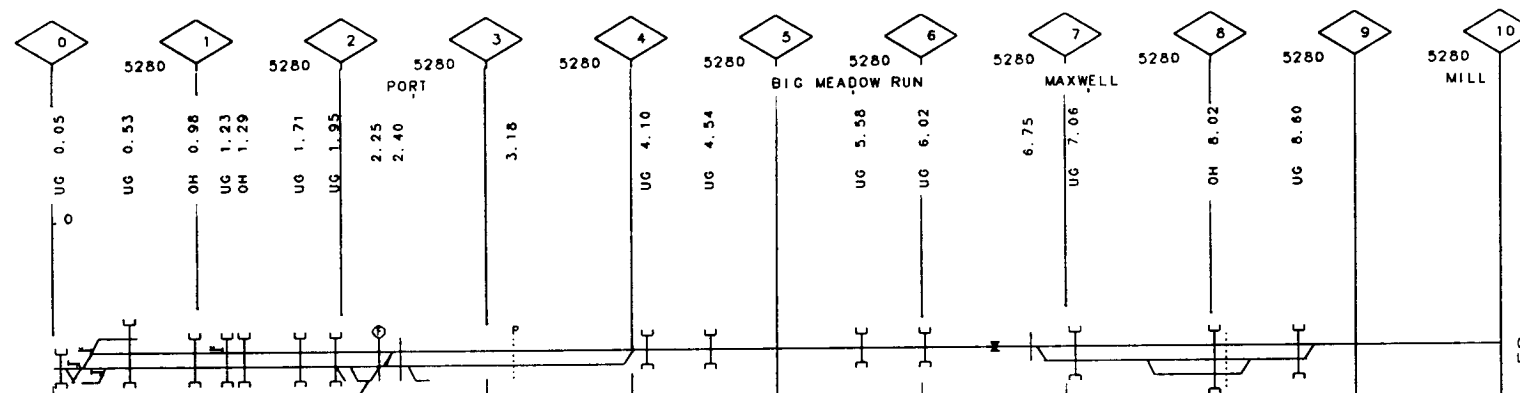 0 1 2 3 4 5 6 7 8 9 10
5280 5280 5280 5280 5280 5280 5280 5280 5280 5280
PORT BIG MEADOW RUN MAXWELL MILL
UG 0.05
UG 0.53
OH 0.98
UG 1.23
OH 1.29
UG 1.71
UG 1.95
2.25
2.40
3.18
UG 4.10
UG 4.54
UG 5.58
UG 6.02
6.75
UG 7.06
OH 8.02
UG 8.60
0
P